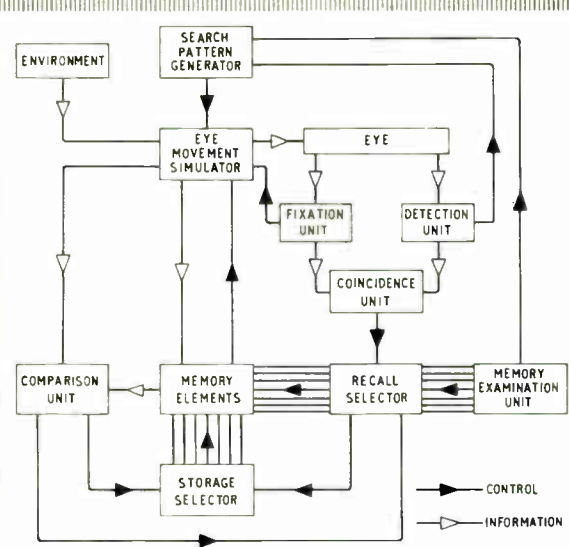 SEARCH
PATTERN
GENERATOR
ENVIRONMENT
EYE
MOVEMENT
SIMULATOR
EYE
FIXATION
UNIT
DETECTION
UNIT
COINCIDENCE
UNIT
COMPARISON
UNIT
MEMORY
ELEMENTS
RECALL
SELECTOR
MEMORY
EXAMINATION
UNIT
STORAGE
SELECTOR
CONTROL
INFORMATION